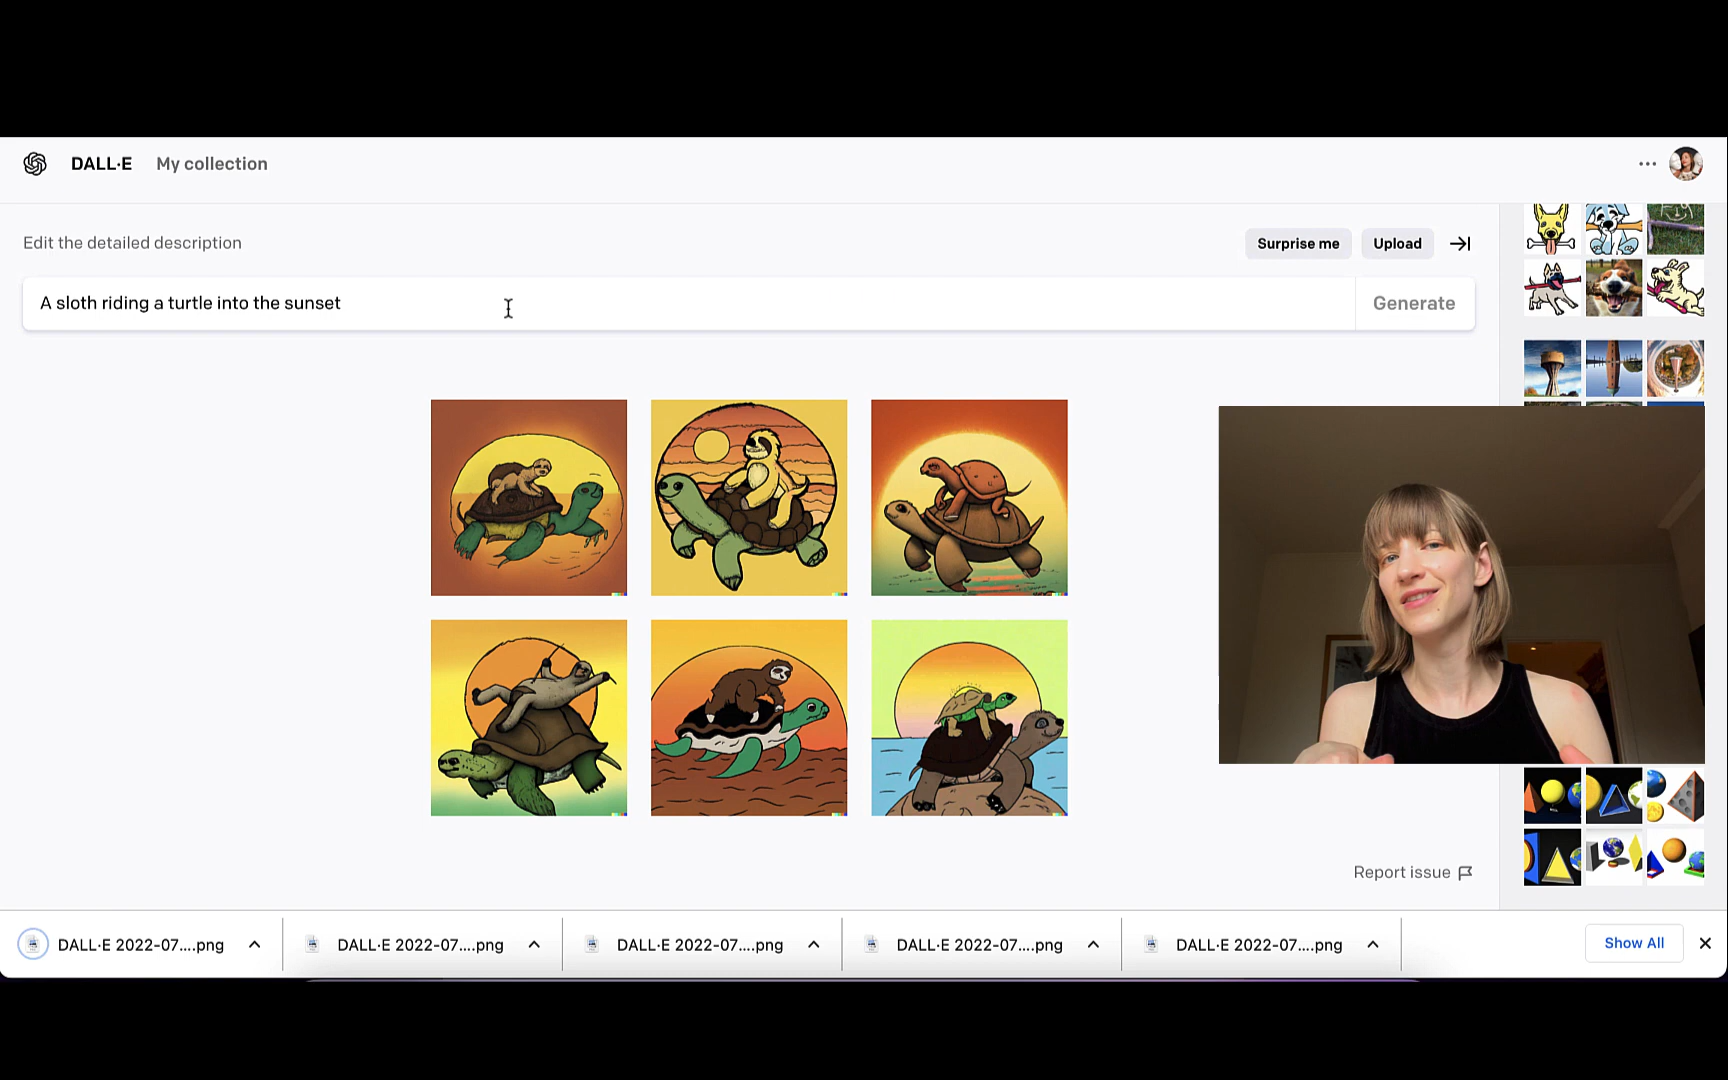 DALL·E My collection
Edit the detailed description
Surprise me Upload
A sloth riding a turtle into the sunset
Generate
Report issue
DALL·E 2022-07....png
DALL·E 2022-07....png
DALL·E 2022-07....png
DALL·E 2022-07....png
DALL·E 2022-07....png
Show All